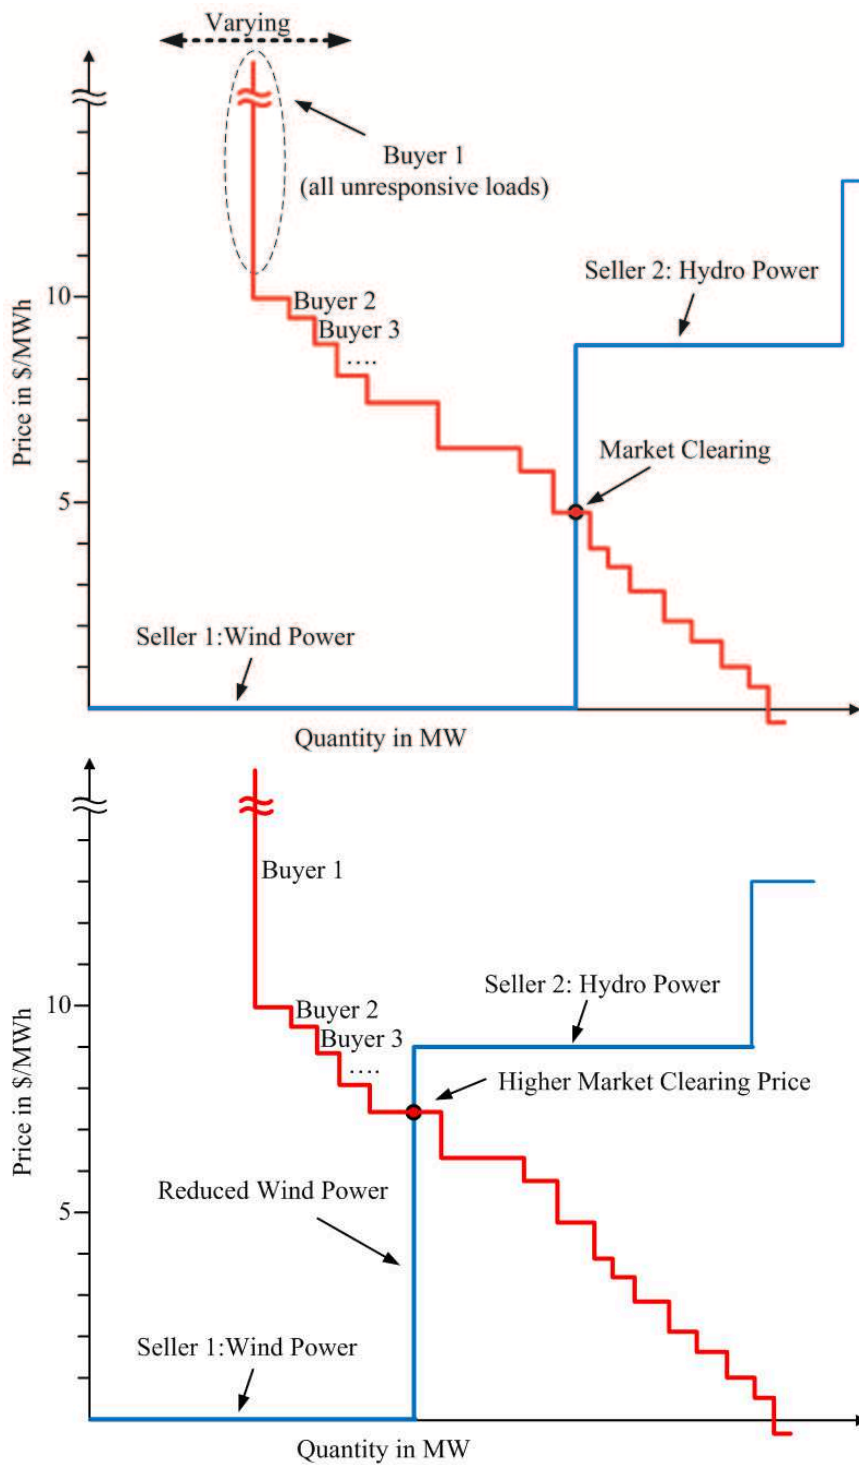 Varying
Buyer 1
(all unresponsive loads)
Seller 2: Hydro Power
10
Buyer 2
Buyer 3
....
Price in $/MWh
Market Clearing
5
Seller 1:Wind Power
Quantity in MW
Buyer 1
Seller 2: Hydro Power
10
Buyer 2
Buyer 3
....
Higher Market Clearing Price
Price in $/MWh
Reduced Wind Power
5
Seller 1:Wind Power
Quantity in MW